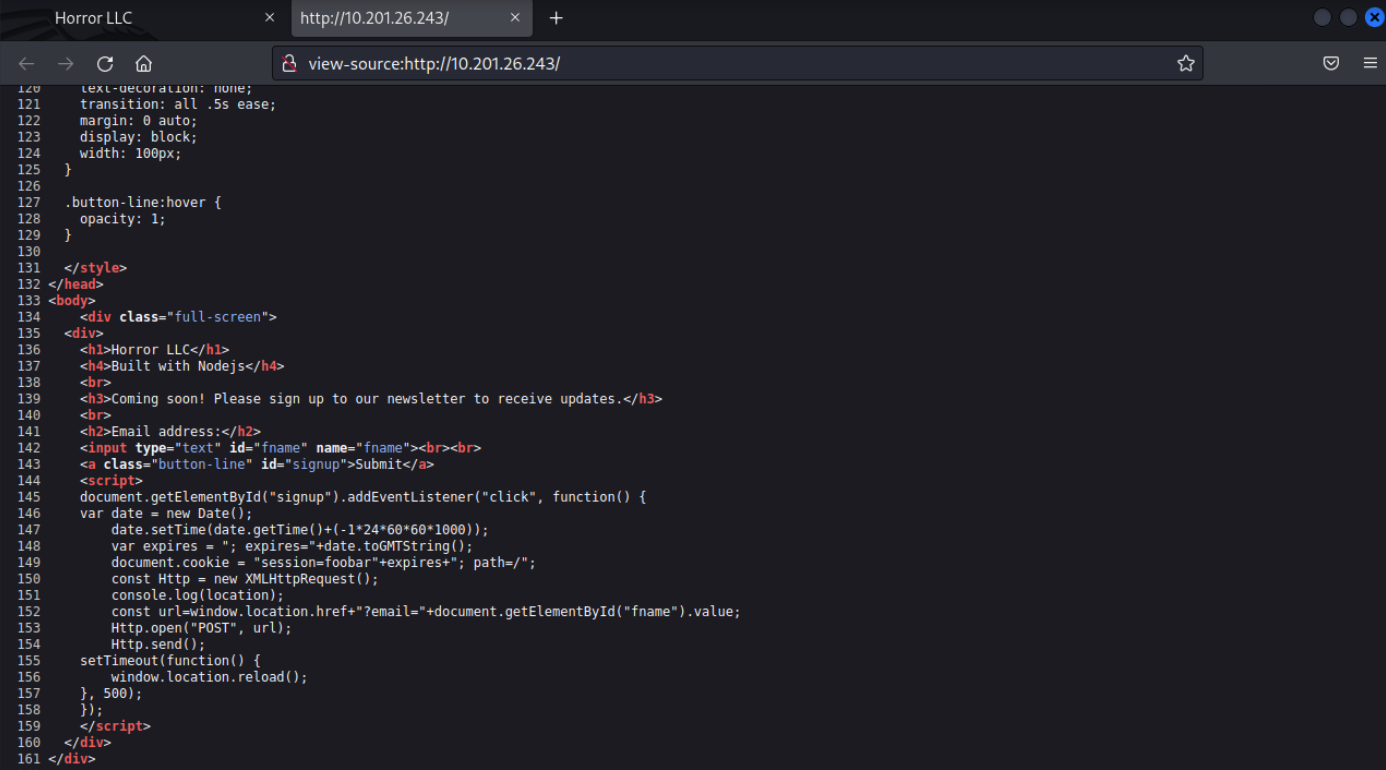 Horror LLC
http://10.201.26.243/
view-source:http://10.201.26.243/
120 text-decoration: none;
121 transition: all .5s ease;
122 margin: 0 auto;
123 display: block;
124 width: 100px;
125 }
126
127 .button-line:hover {
128 opacity: 1;
129 }
130
131 </style>
132 </head>
133 <body>
134 <div class="full-screen">
135 <div>
136 <h1>Horror LLC</h1>
137 <h4>Built with Nodejs</h4>
138 <br>
139 <h3>Coming soon! Please sign up to our newsletter to receive updates.</h3>
140 <br>
141 <h2>Email address:</h2>
142 <input type="text" id="fname" name="fname"><br><br>
143 <a class="button-line" id="signup">Submit</a>
144 <script>
145 document.getElementById("signup").addEventListener("click", function() {
146 var date = new Date();
147 date.setTime(date.getTime()+(-1*24*60*60*1000));
148 var expires = "; expires="+date.toGMTString();
149 document.cookie = "session=foobar"+expires+"; path=/";
150 const Http = new XMLHttpRequest();
151 console.log(location);
152 const url=window.location.href+"?email="+document.getElementById("fname").value;
153 Http.open("POST", url);
154 Http.send();
155 setTimeout(function() {
156 window.location.reload();
157 }, 500);
158 });
159 </script>
160 </div>
161 </div>